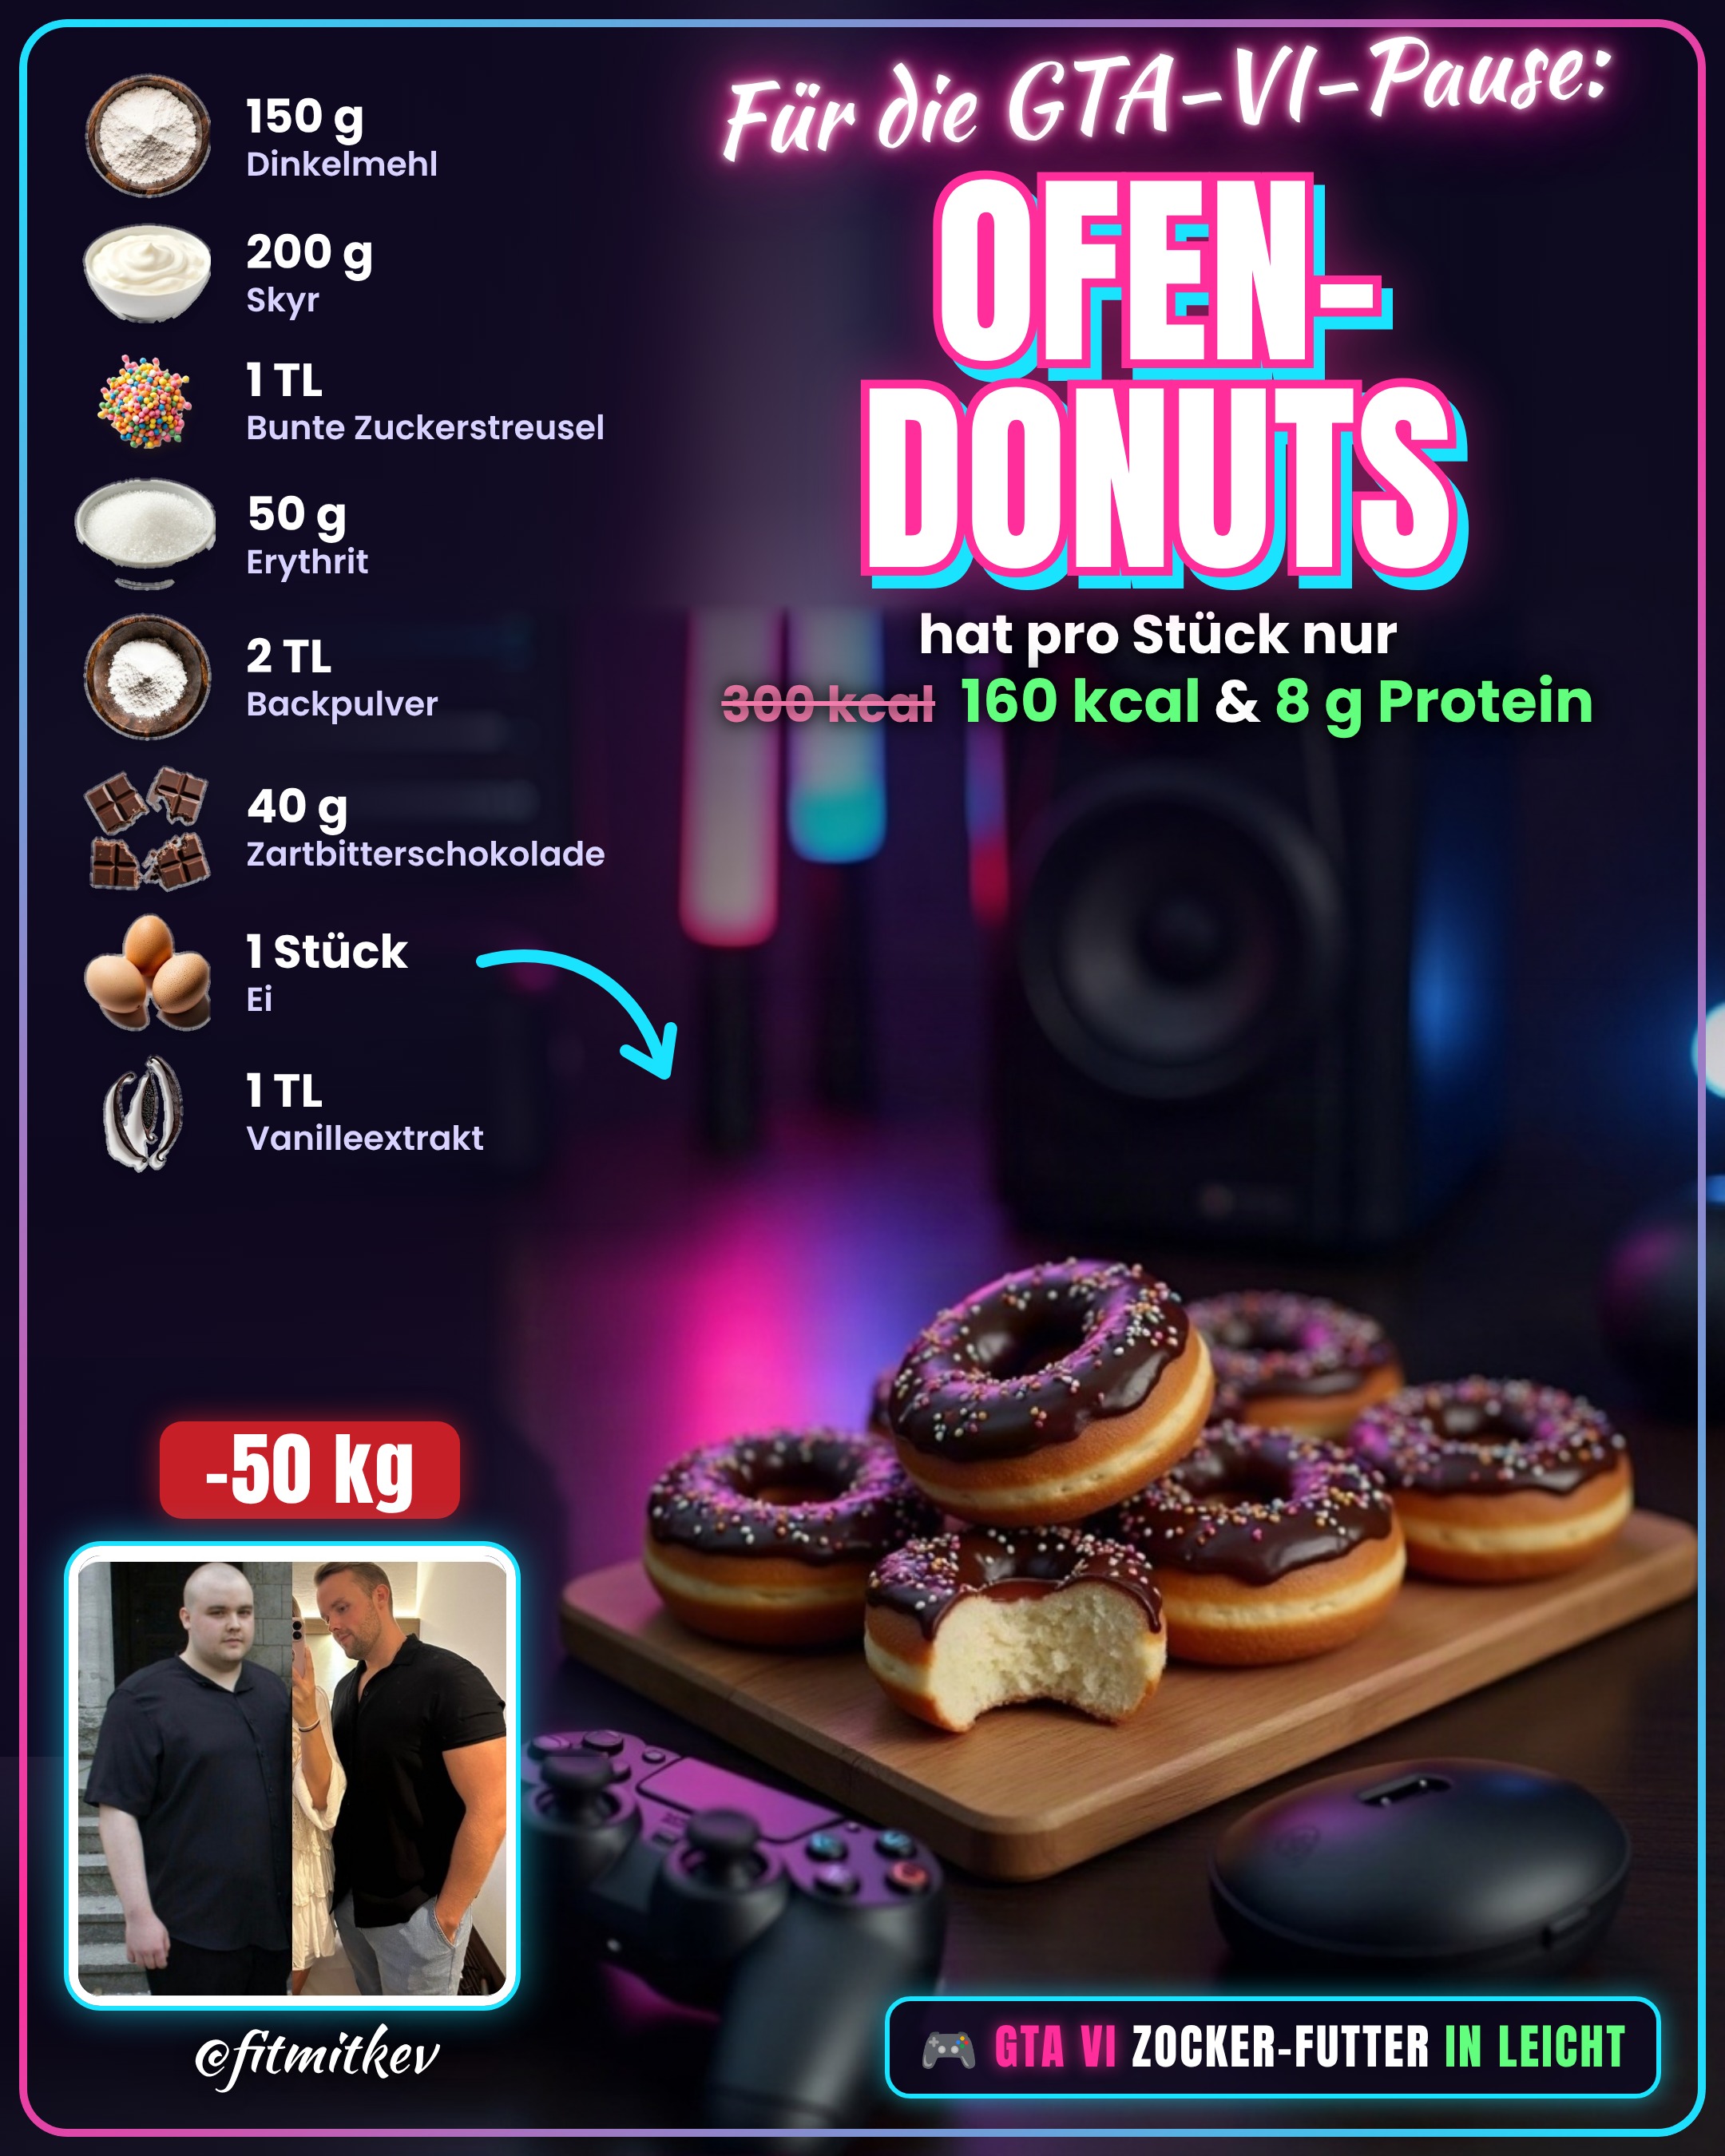 Für die GTA-VI-Pause:
OFEN-
DONUTS
hat pro Stück nur
300 kcal 160 kcal & 8 g Protein
150 g
Dinkelmehl
200 g
Skyr
1 TL
Bunte Zuckerstreusel
50 g
Erythrit
2 TL
Backpulver
40 g
Zartbitterschokolade
1 Stück
Ei
1 TL
Vanilleextrakt
-50 kg
@fitmitkev
🎮 GTA VI ZOCKER-FUTTER IN LEICHT